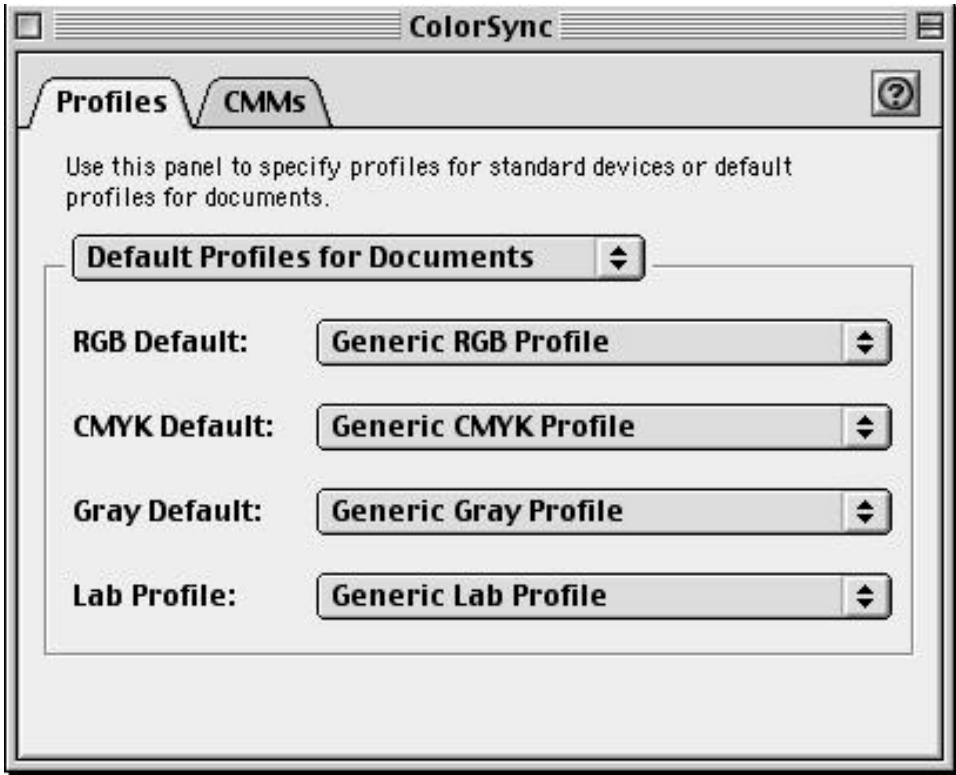 ColorSync
Profiles CMMs ?
Use this panel to specify profiles for standard devices or default
profiles for documents.
Default Profiles for Documents
RGB Default: Generic RGB Profile
CMYK Default: Generic CMYK Profile
Gray Default: Generic Gray Profile
Lab Profile: Generic Lab Profile